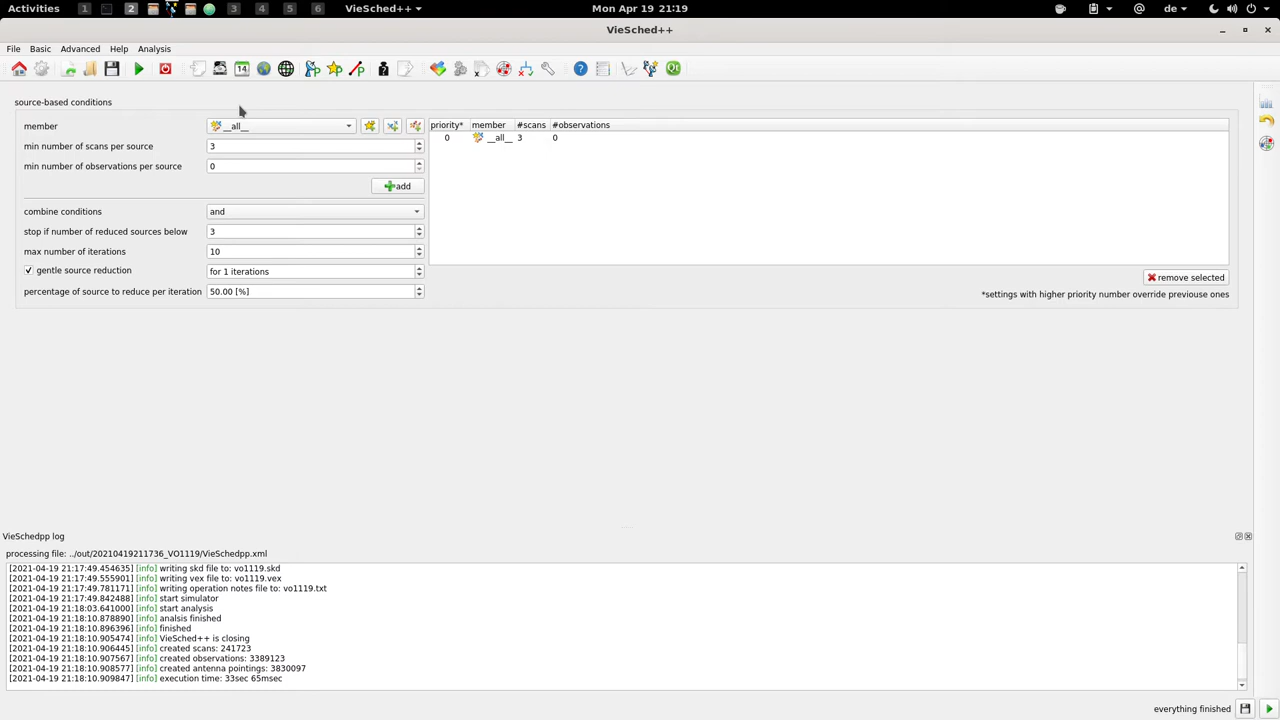 Activities 1 2 3 4 5 6 VieSched++ Mon Apr 19 21:19 de
VieSched++
File Basic Advanced Help Analysis
14
source-based conditions
member __all__
min number of scans per source 3
min number of observations per source 0
add
combine conditions and
stop if number of reduced sources below 3
max number of iterations 10
gentle source reduction for 1 iterations
percentage of source to reduce per iteration 50.00 [%]
priority* member #scans #observations
0 __all__ 3 0
remove selected
*settings with higher priority number override previouse ones
VieSchedpp log
processing file: ../out/20210419211736_VO1119/VieSchedpp.xml
[2021-04-19 21:17:49.454635] [info] writing skd file to: vo1119.skd
[2021-04-19 21:17:49.555901] [info] writing vex file to: vo1119.vex
[2021-04-19 21:17:49.781171] [info] writing operation notes file to: vo1119.txt
[2021-04-19 21:17:49.842488] [info] start simulator
[2021-04-19 21:18:03.641000] [info] start analysis
[2021-04-19 21:18:10.878890] [info] analsis finished
[2021-04-19 21:18:10.896396] [info] finished
[2021-04-19 21:18:10.905474] [info] VieSched++ is closing
[2021-04-19 21:18:10.906445] [info] created scans: 241723
[2021-04-19 21:18:10.907567] [info] created observations: 3389123
[2021-04-19 21:18:10.908577] [info] created antenna pointings: 3830097
[2021-04-19 21:18:10.909847] [info] execution time: 33sec 65msec
everything finished